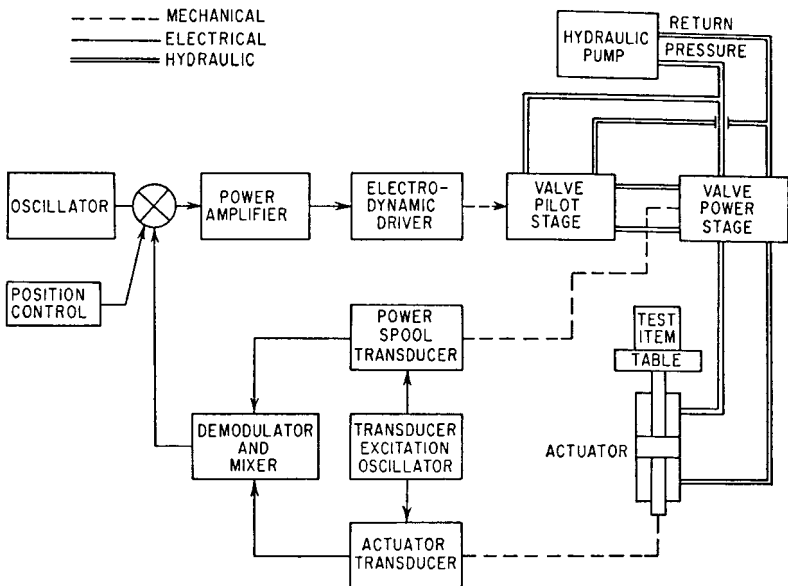 MECHANICAL
ELECTRICAL
HYDRAULIC
HYDRAULIC
PUMP
RETURN
PRESSURE
OSCILLATOR
POWER
AMPLIFIER
ELECTRO-
DYNAMIC
DRIVER
VALVE
PILOT
STAGE
VALVE
POWER
STAGE
POSITION
CONTROL
POWER
SPOOL
TRANSDUCER
TEST
ITEM
TABLE
DEMODULATOR
AND
MIXER
TRANSDUCER
EXCITATION
OSCILLATOR
ACTUATOR
ACTUATOR
TRANSDUCER